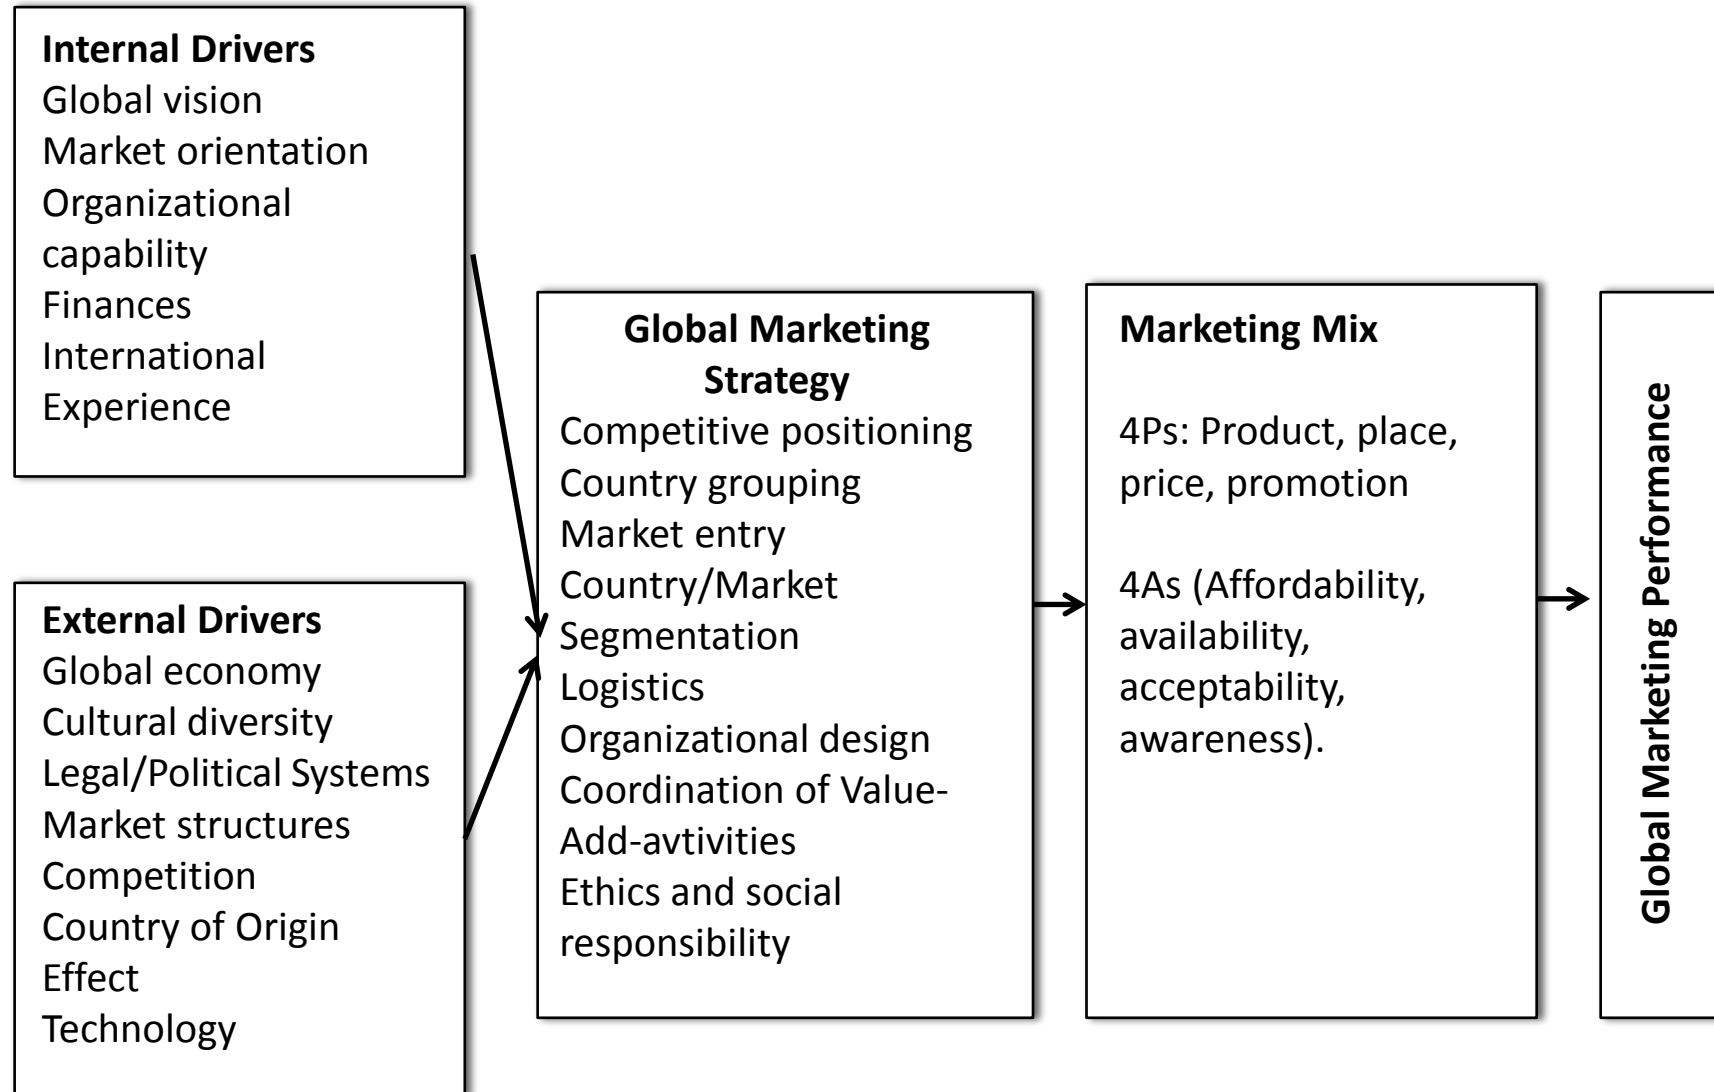 Internal Drivers
Global vision
Market orientation
Organizational
capability
Finances
International
Experience
External Drivers
Global economy
Cultural diversity
Legal/Political Systems
Market structures
Competition
Country of Origin
Effect
Technology
Global Marketing
Strategy
Competitive positioning
Country grouping
Market entry
Country/Market
Segmentation
Logistics
Organizational design
Coordination of Value-
Add-avtivities
Ethics and social
responsibility
Marketing Mix
4Ps: Product, place,
price, promotion
4As (Affordability,
availability,
acceptability,
awareness).
Global Marketing Performance